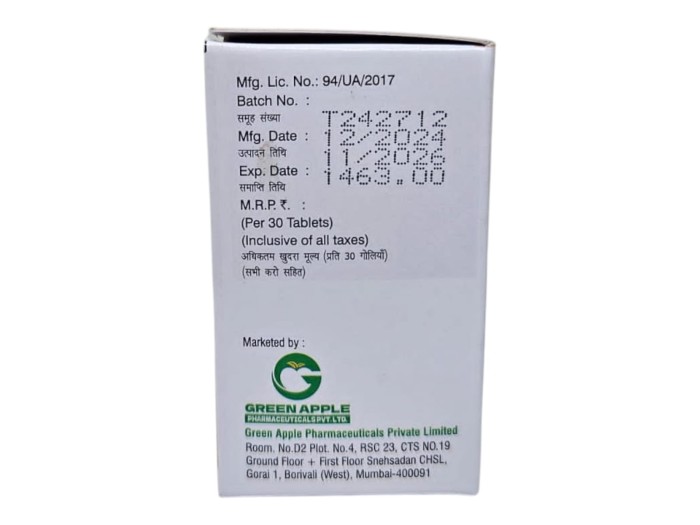 Mfg. Lic. No.: 94/UA/2017
Batch No. :
समूह संख्या T242712
Mfg. Date : 12/2024
उत्पादन तिथि 11/2026
Exp. Date : 1463.00
समाप्ति तिथि
M.R.P. ₹. :
(Per 30 Tablets)
(Inclusive of all taxes)
अधिकतम खुदरा मूल्य (प्रति 30 गोलियाँ)
(सभी करो सहित)
Marketed by :
GREEN APPLE
PHARMACEUTICALS PVT. LTD.
Green Apple Pharmaceuticals Private Limited
Room. No.D2 Plot. No.4, RSC 23, CTS NO.19
Ground Floor + First Floor Snehsadan CHSL,
Gorai 1, Borivali (West), Mumbai-400091